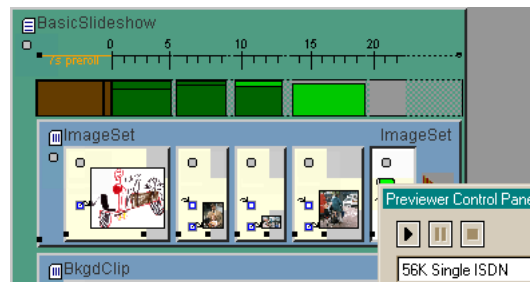 BasicSlideshow
0 5 10 15 20
7s preroll
ImageSet ImageSet
Previewer Control Pane
56K Single ISDN
BkgdClip